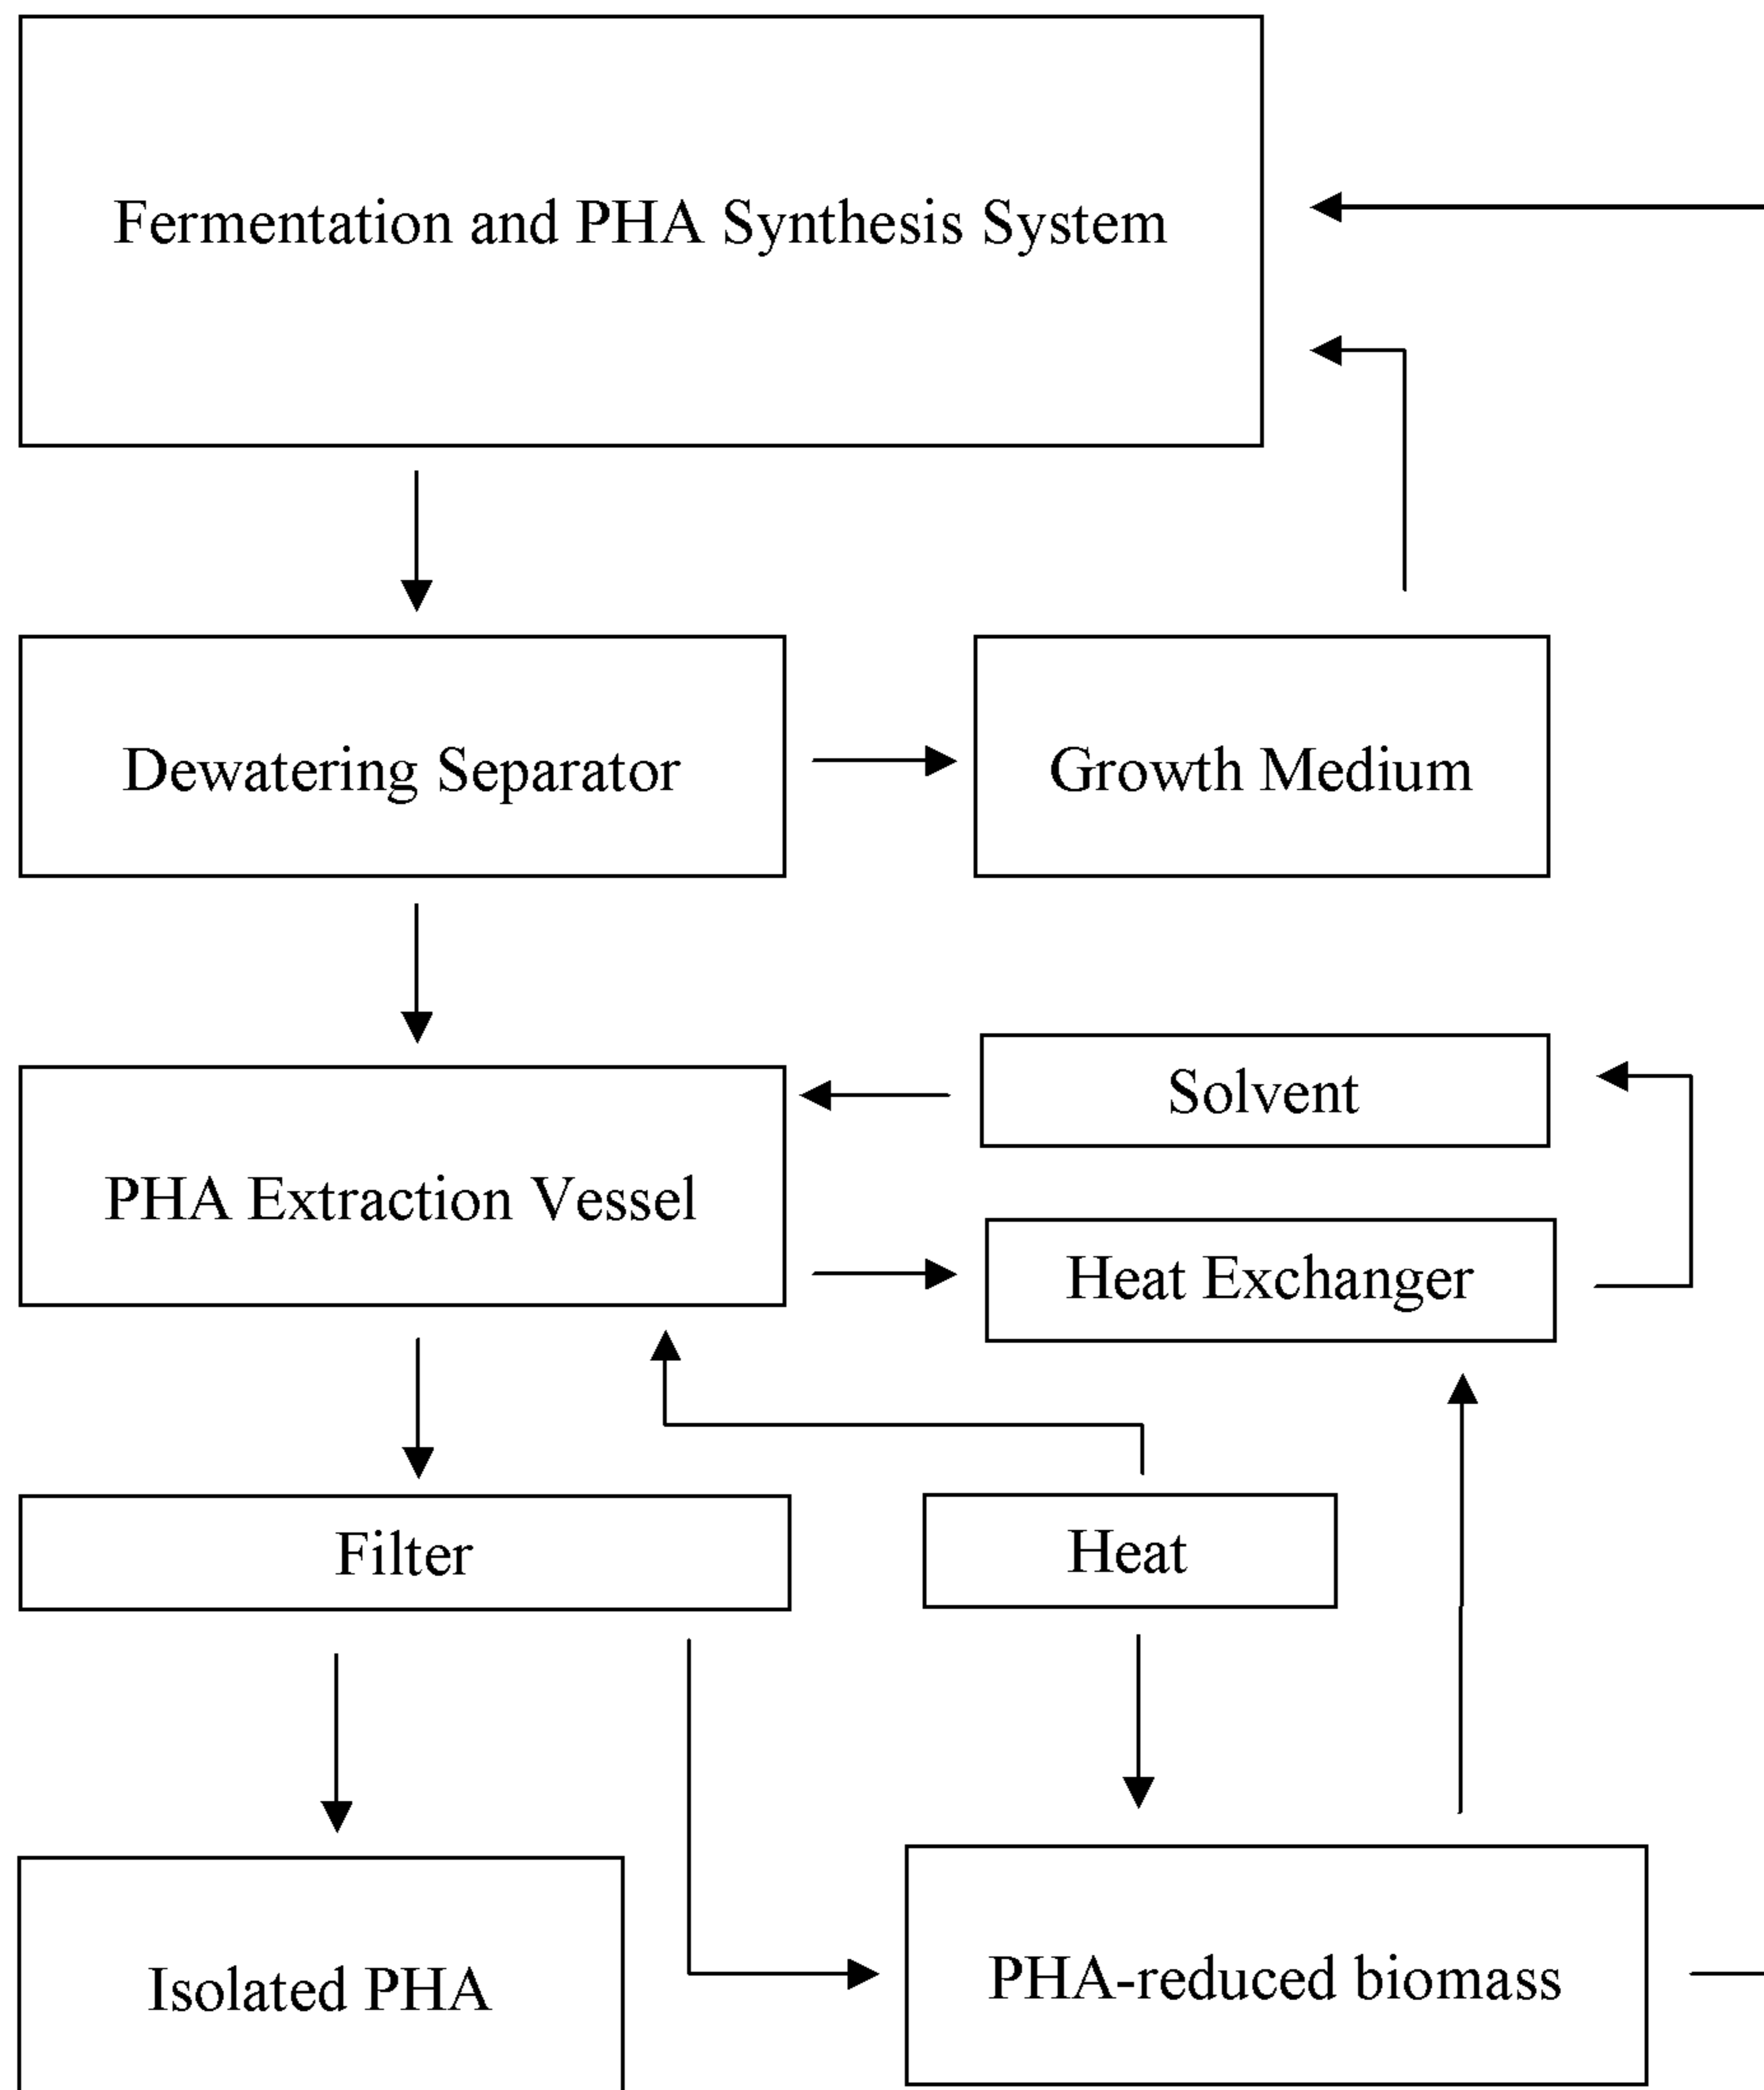 Fermentation and PHA Synthesis System
Dewatering Separator
Growth Medium
Solvent
PHA Extraction Vessel
Heat Exchanger
Filter
Heat
Isolated PHA
PHA-reduced biomass